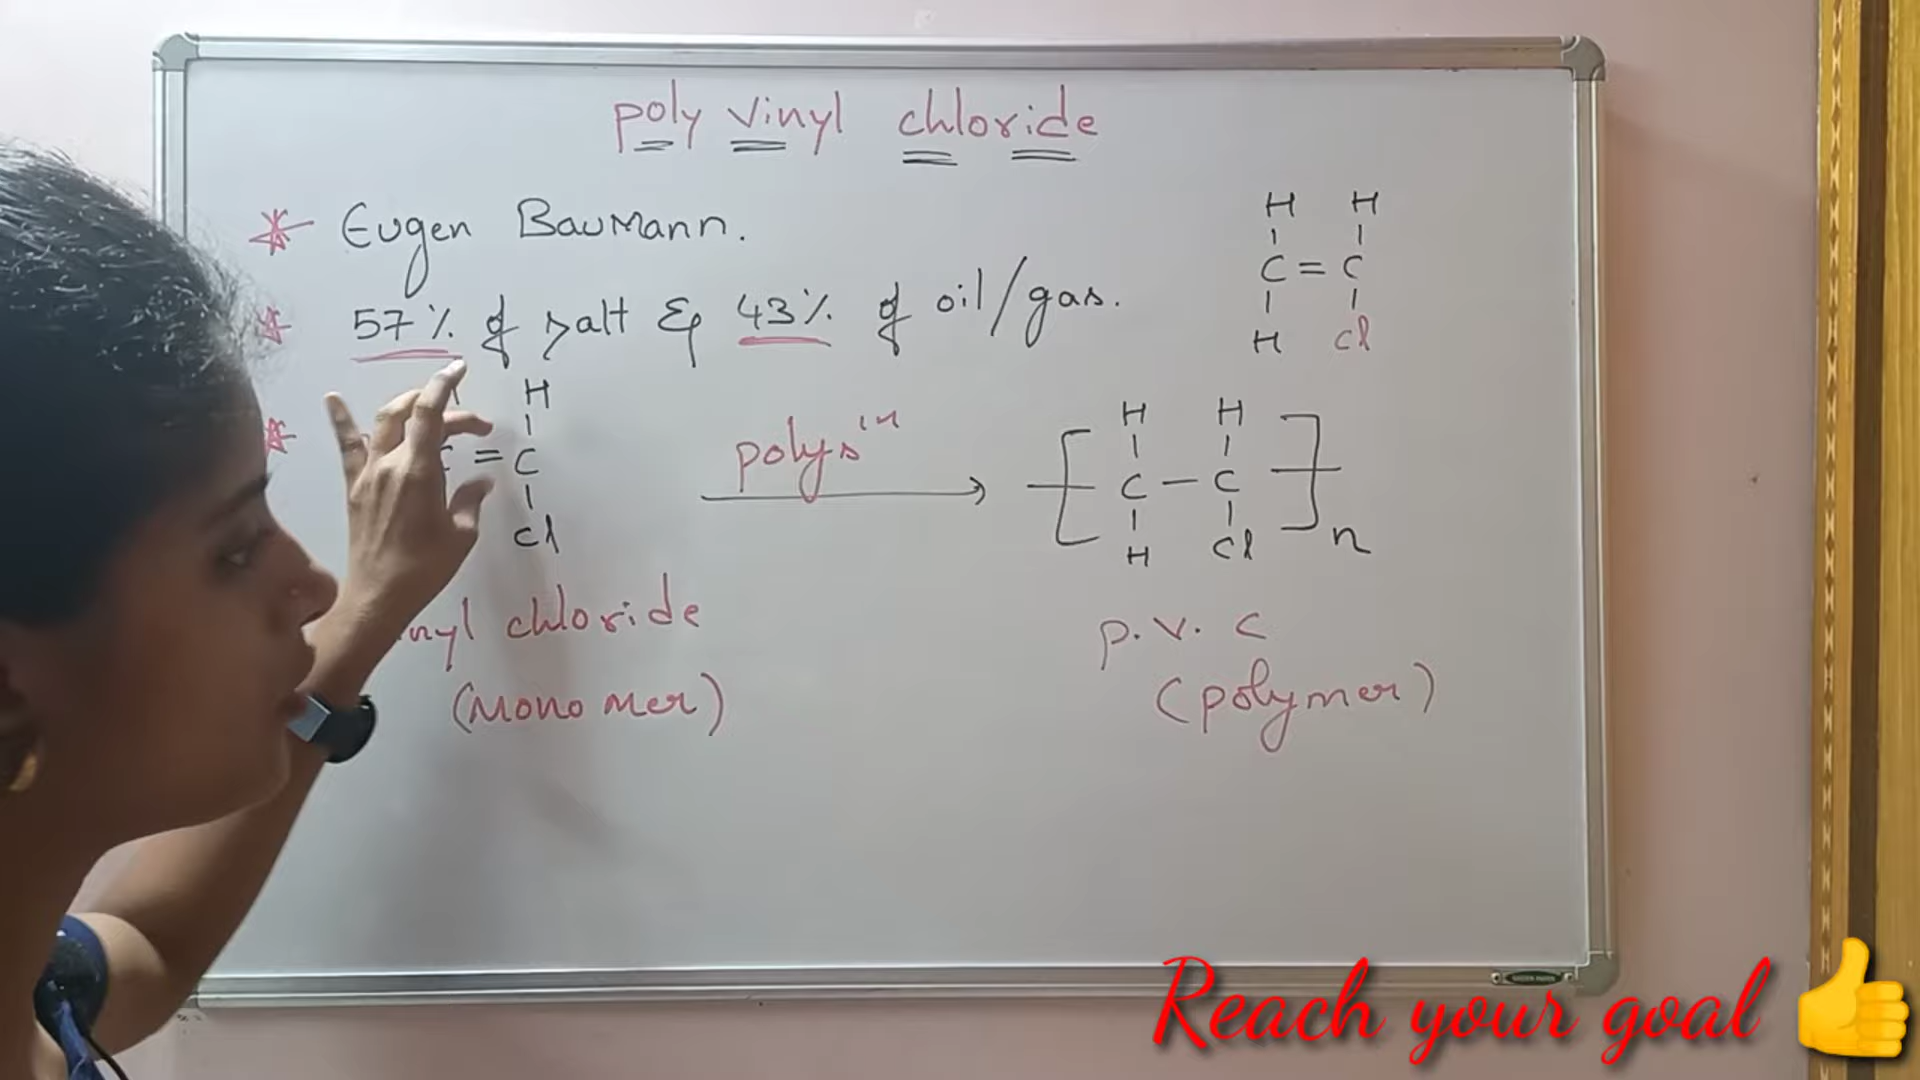 poly vinyl chloride
* Eugen Baumann.
* 57% of salt & 43% of oil/gas.
H H
C = C
H Cl
*
H
C = C
Cl
polysⁱⁿ
H H
C - C
H Cl
n
chloride
(Mono mer)
p. v. c
(polymer)
Reach your goal 👍